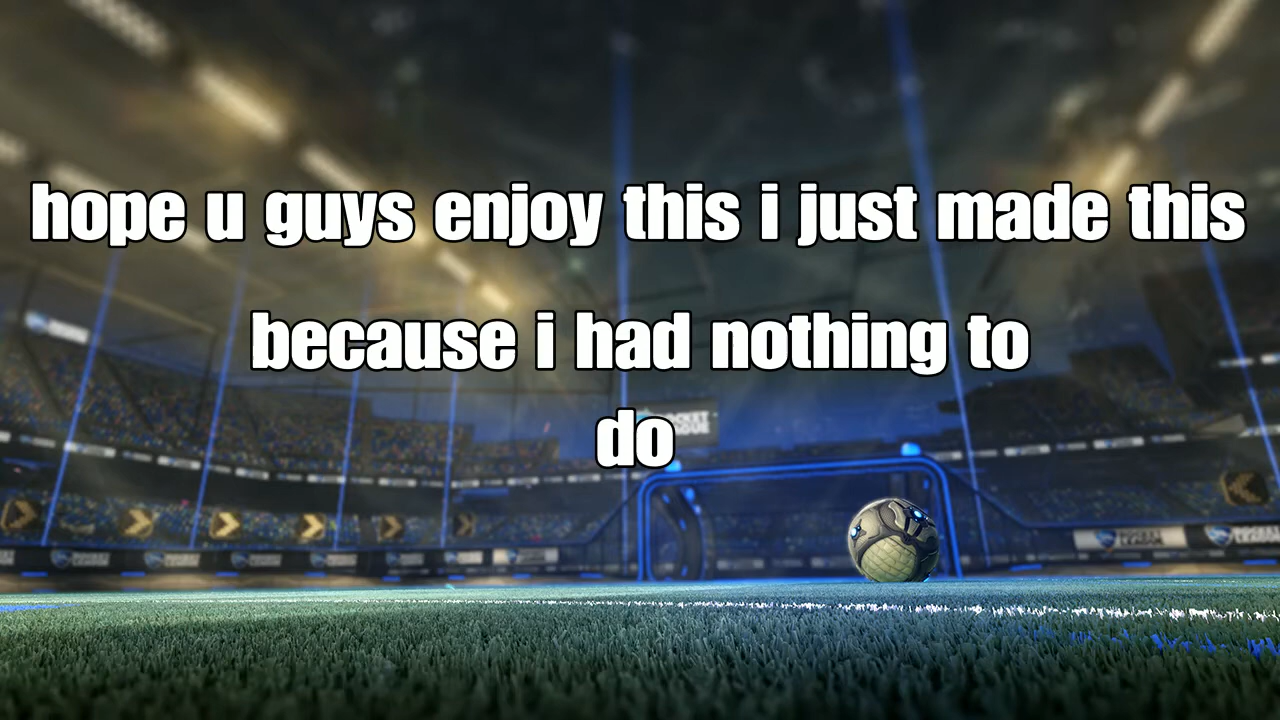 hope u guys enjoy this i just made this
because i had nothing to
do